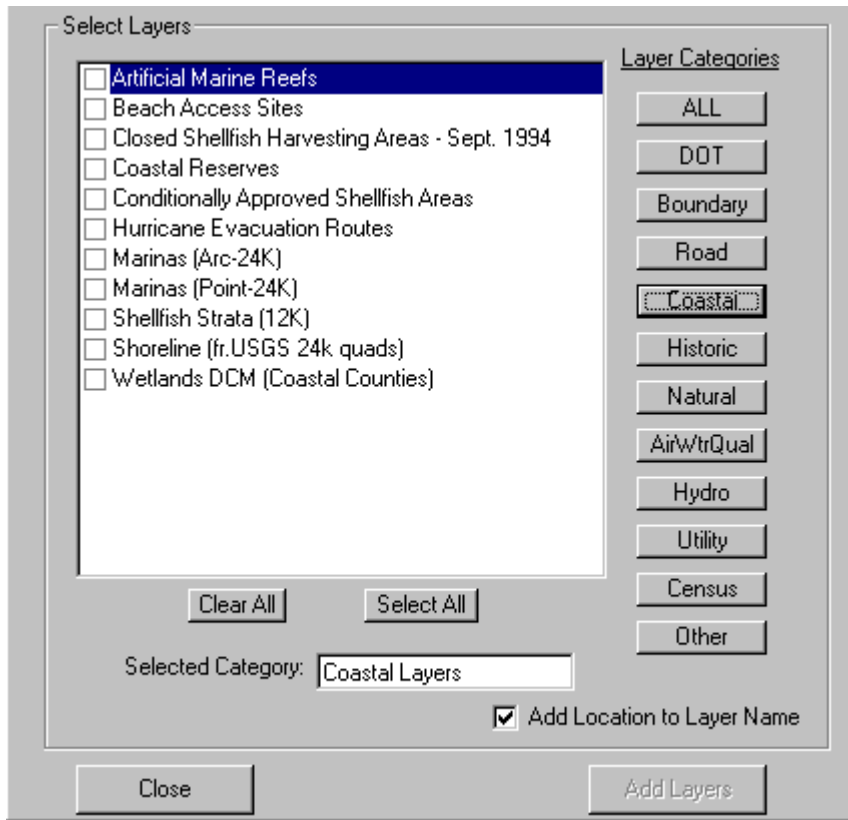 Select Layers
Artificial Marine Reefs
Beach Access Sites
Closed Shellfish Harvesting Areas - Sept. 1994
Coastal Reserves
Conditionally Approved Shellfish Areas
Hurricane Evacuation Routes
Marinas (Arc-24K)
Marinas (Point-24K)
Shellfish Strata (12K)
Shoreline (fr.USGS 24k quads)
Wetlands DCM (Coastal Counties)
Layer Categories
ALL
DOT
Boundary
Road
Coastal
Historic
Natural
AirWtrQual
Hydro
Utility
Census
Other
Clear All
Select All
Selected Category: Coastal Layers
Add Location to Layer Name
Close
Add Layers